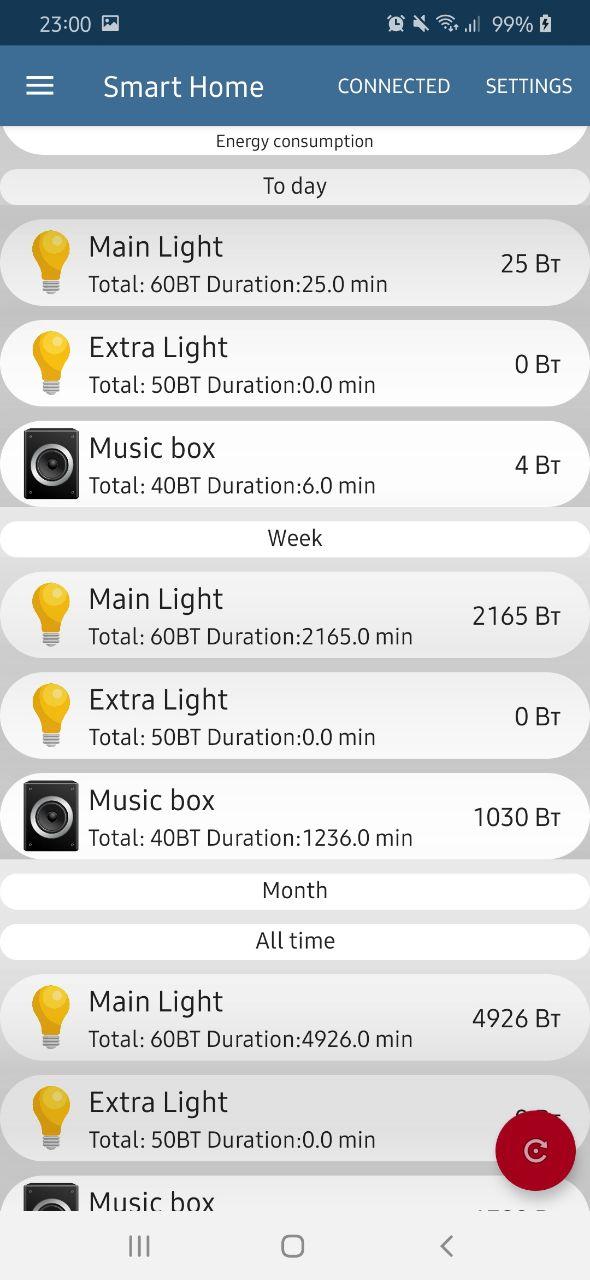 23:00 99%
Smart Home CONNECTED SETTINGS
Energy consumption
To day
Main Light
25 Вт
Total: 60BT Duration:25.0 min
Extra Light
0 Вт
Total: 50BT Duration:0.0 min
Music box
4 Вт
Total: 40BT Duration:6.0 min
Week
Main Light
2165 Вт
Total: 60BT Duration:2165.0 min
Extra Light
0 Вт
Total: 50BT Duration:0.0 min
Music box
1030 Вт
Total: 40BT Duration:1236.0 min
Month
All time
Main Light
4926 Вт
Total: 60BT Duration:4926.0 min
Extra Light
Total: 50BT Duration:0.0 min
Music box